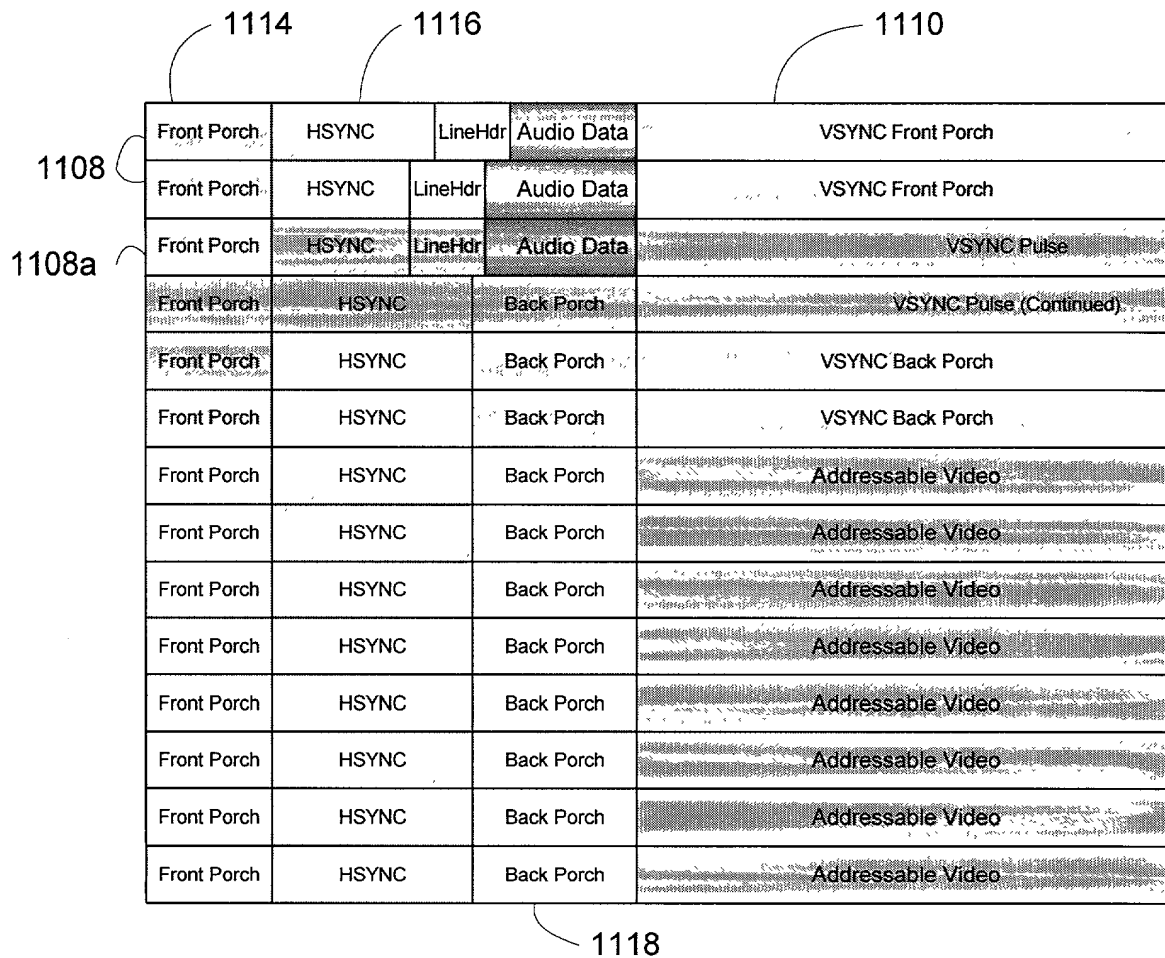 1114 1116 1110
Front Porch HSYNC LineHdr Audio Data VSYNC Front Porch
1108
Front Porch HSYNC LineHdr Audio Data VSYNC Front Porch
Front Porch HSYNC LineHdr Audio Data VSYNC Pulse
1108a
Front Porch HSYNC Back Porch VSYNC Pulse (Continued)
Front Porch HSYNC Back Porch VSYNC Back Porch
Front Porch HSYNC Back Porch VSYNC Back Porch
Front Porch HSYNC Back Porch Addressable Video
Front Porch HSYNC Back Porch Addressable Video
Front Porch HSYNC Back Porch Addressable Video
Front Porch HSYNC Back Porch Addressable Video
Front Porch HSYNC Back Porch Addressable Video
Front Porch HSYNC Back Porch Addressable Video
Front Porch HSYNC Back Porch Addressable Video
Front Porch HSYNC Back Porch Addressable Video
1118